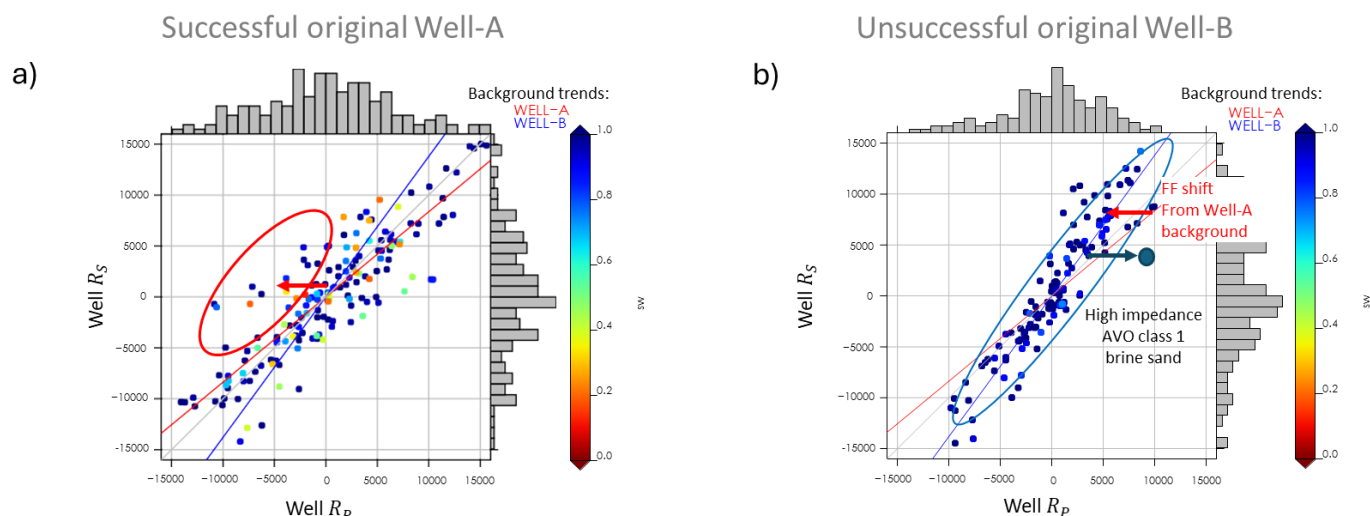 Successful original Well-A
Unsuccessful original Well-B
a)
Background trends:
WELL-A
WELL-B
15000
10000
5000
0
−5000
−10000
−15000
Well R_S
−15000 −10000 −5000 0 5000 10000 15000
Well R_P
1.0
0.8
0.6
0.4
0.2
0.0
sw
b)
Background trends:
WELL-A
WELL-B
15000
10000
5000
0
−5000
−10000
−15000
Well R_S
FF shift
From Well-A
background
High impedance
AVO class 1
brine sand
−15000 −10000 −5000 0 5000 10000 15000
Well R_P
1.0
0.8
0.6
0.4
0.2
0.0
sw